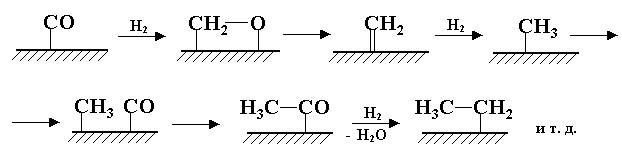 CO H₂ CH₂—O CH₂ H₂ CH₃
CH₃ CO H₃C—CO H₂ - H₂O H₃C—CH₂ и т. д.